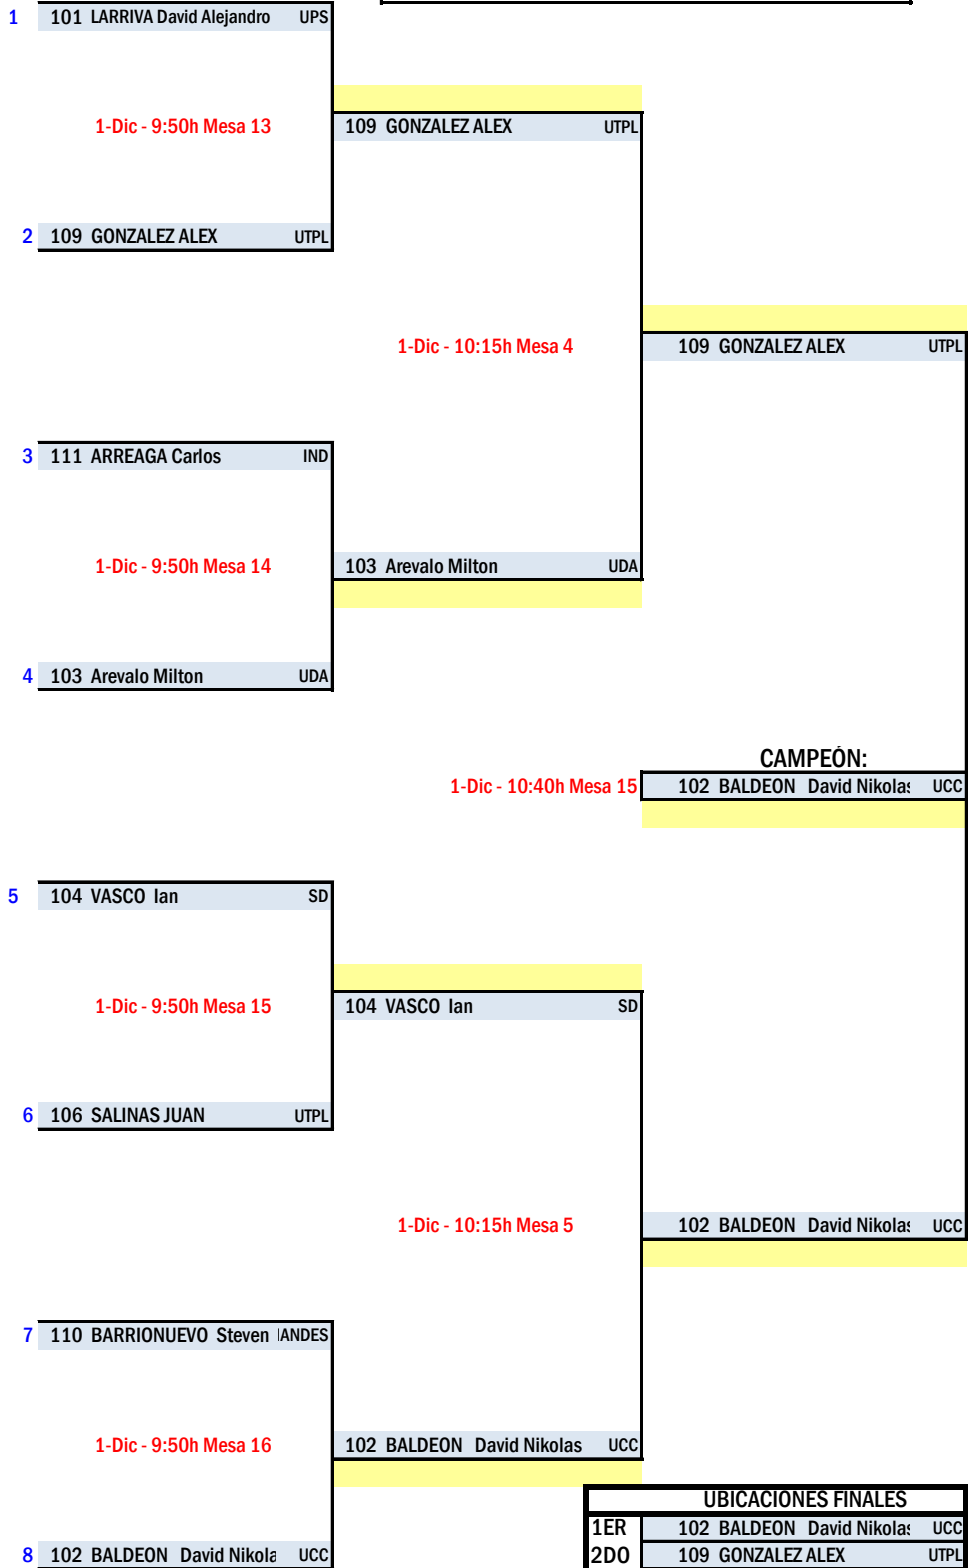 1 101 LARRIVA David Alejandro UPS
1-Dic - 9:50h Mesa 13
109 GONZALEZ ALEX UTPL
2 109 GONZALEZ ALEX UTPL
1-Dic - 10:15h Mesa 4
109 GONZALEZ ALEX UTPL
3 111 ARREAGA Carlos IND
1-Dic - 9:50h Mesa 14
103 Arevalo Milton UDA
4 103 Arevalo Milton UDA
CAMPEÓN:
1-Dic - 10:40h Mesa 15
102 BALDEON David Nikolas UCC
5 104 VASCO Ian SD
1-Dic - 9:50h Mesa 15
104 VASCO Ian SD
6 106 SALINAS JUAN UTPL
1-Dic - 10:15h Mesa 5
102 BALDEON David Nikolas UCC
7 110 BARRIONUEVO Steven IANDES
1-Dic - 9:50h Mesa 16
102 BALDEON David Nikolas UCC
UBICACIONES FINALES
1ER 102 BALDEON David Nikolas UCC
8 102 BALDEON David Nikola UCC
2DO 109 GONZALEZ ALEX UTPL